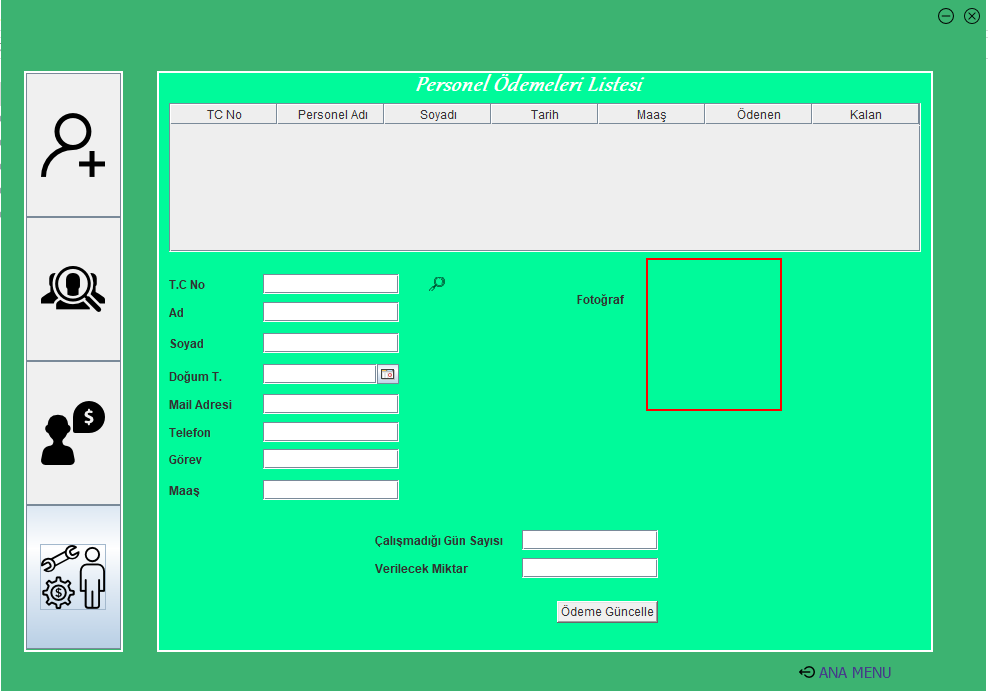 Personel Ödemeleri Listesi
TC No Personel Adı Soyadı Tarih Maaş Ödenen Kalan
T.C No
Fotoğraf
Ad
Soyad
Doğum T.
Mail Adresi
Telefon
Görev
Maaş
Çalışmadığı Gün Sayısı
Verilecek Miktar
Ödeme Güncelle
ANA MENU